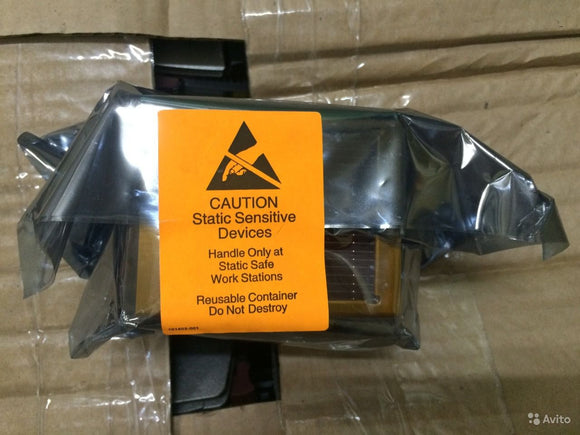 CAUTION
Static Sensitive
Devices
Handle Only at
Static Safe
Work Stations
Reusable Container
Do Not Destroy
Avito